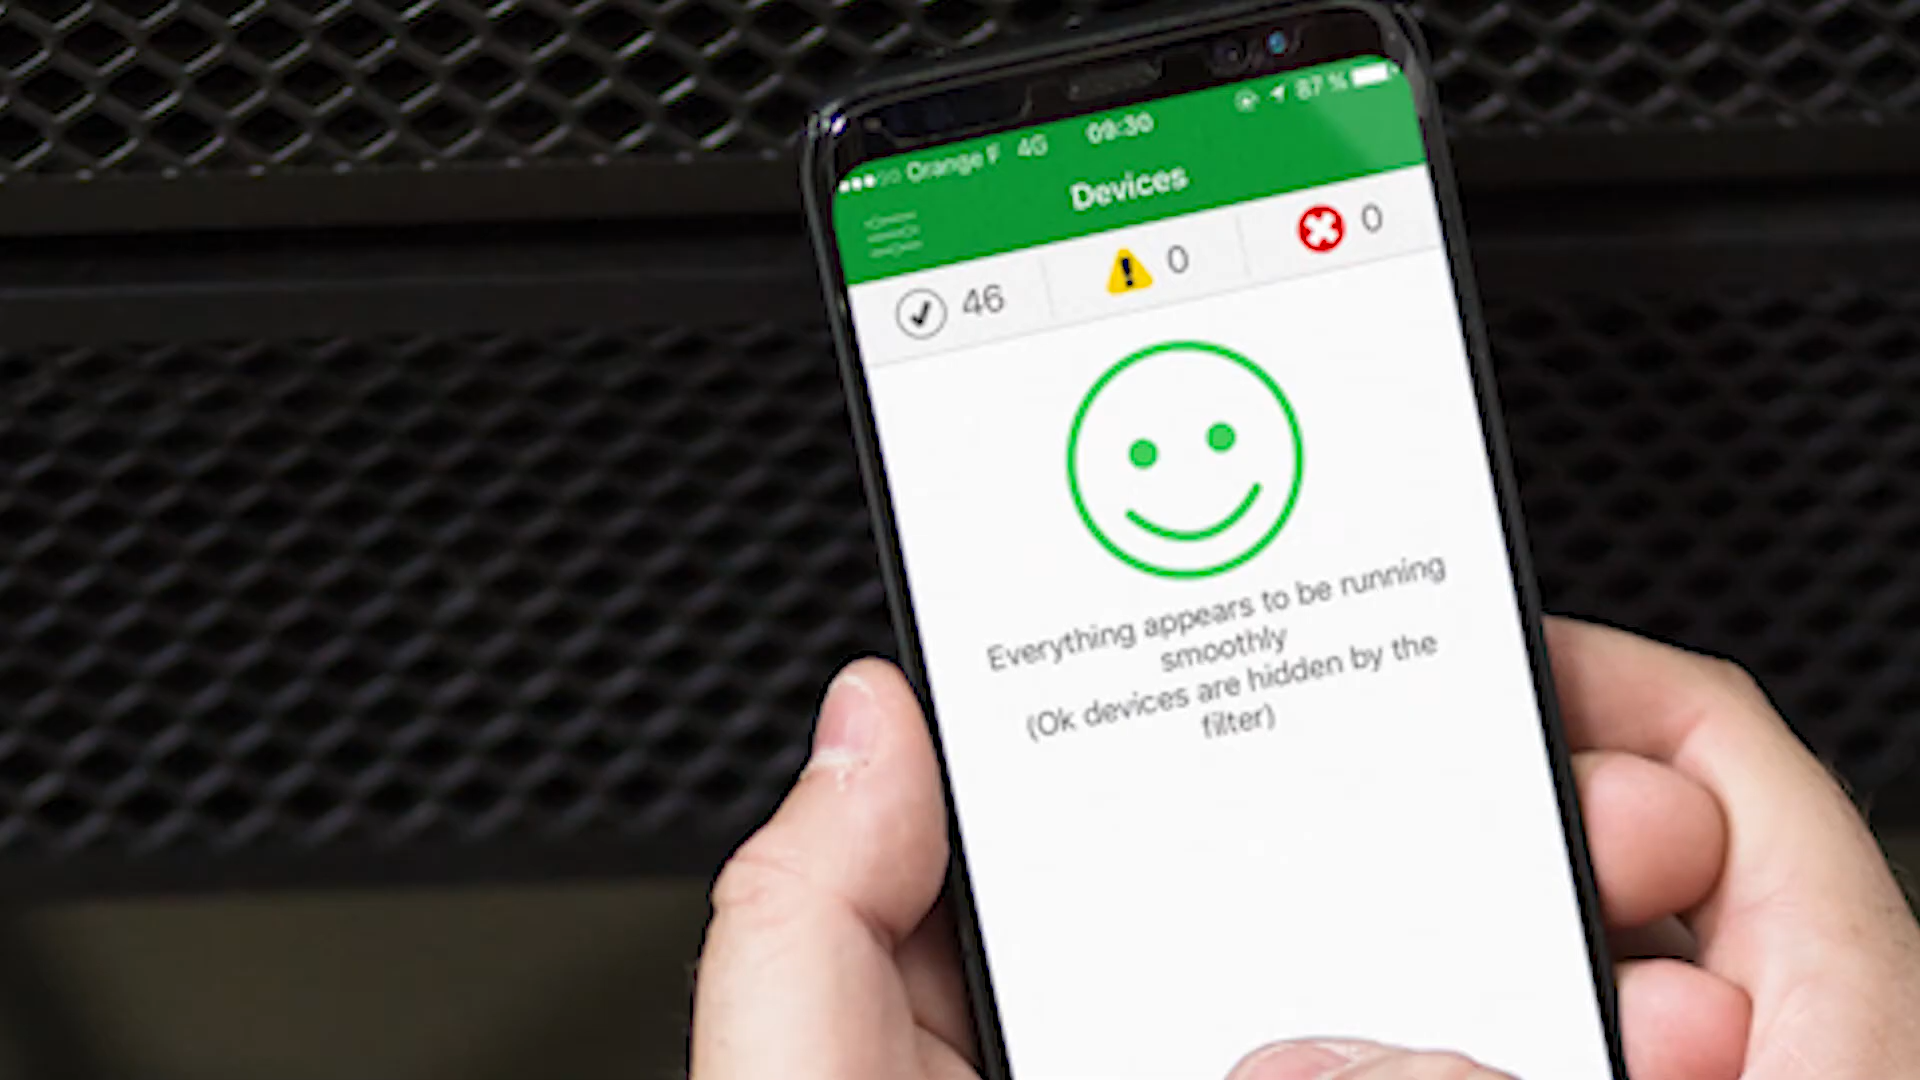 Orange F 4G 09:30 87 %
Devices
46 0 0
Everything appears to be running
smoothly
(Ok devices are hidden by the
filter)